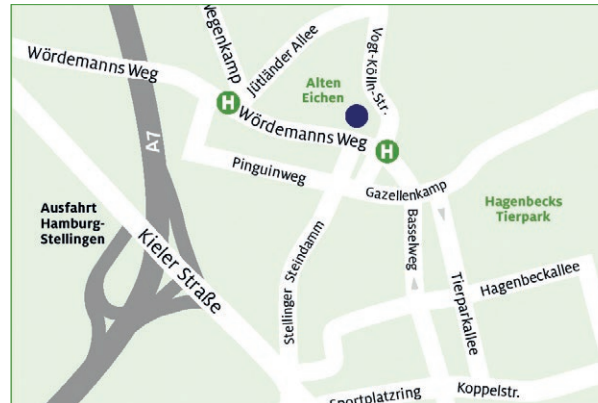 Wegenkamp
Jütländer Allee
Vogt-Kölln-Str.
Wördemanns Weg
Alten
Eichen
H
Wördemanns Weg
H
A7
Pinguinweg
Gazellenkamp
Ausfahrt
Hamburg-
Stellingen
Hagenbecks
Tierpark
Kieler Straße
Stellinger Steindamm
Basselweg
Tierparkallee
Hagenbeckallee
Sportplatzring
Koppelstr.